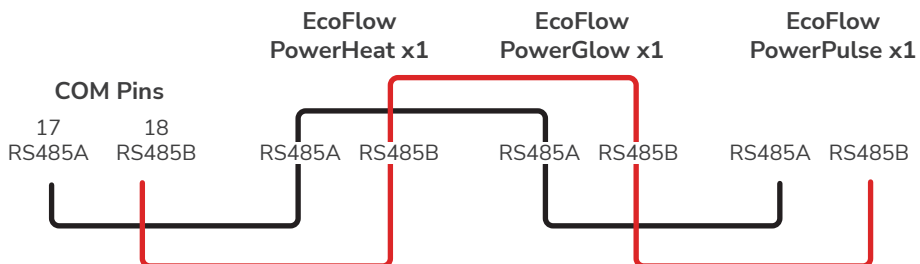 EcoFlow
PowerHeat x1
EcoFlow
PowerGlow x1
EcoFlow
PowerPulse x1
COM Pins
17
RS485A
18
RS485B
RS485A
RS485B
RS485A
RS485B
RS485A
RS485B